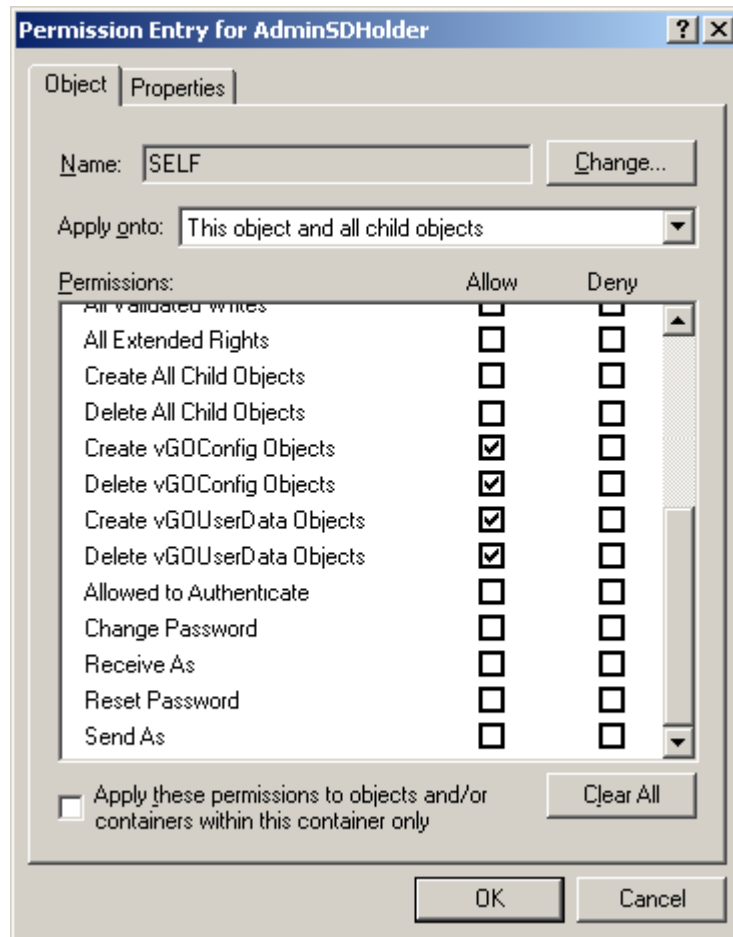 Permission Entry for AdminSDHolder
Object Properties
Name: SELF Change...
Apply onto: This object and all child objects
Permissions: Allow Deny
All Validated Writes
All Extended Rights
Create All Child Objects
Delete All Child Objects
Create vGOConfig Objects
Delete vGOConfig Objects
Create vGOUserData Objects
Delete vGOUserData Objects
Allowed to Authenticate
Change Password
Receive As
Reset Password
Send As
Apply these permissions to objects and/or
containers within this container only
Clear All
OK Cancel